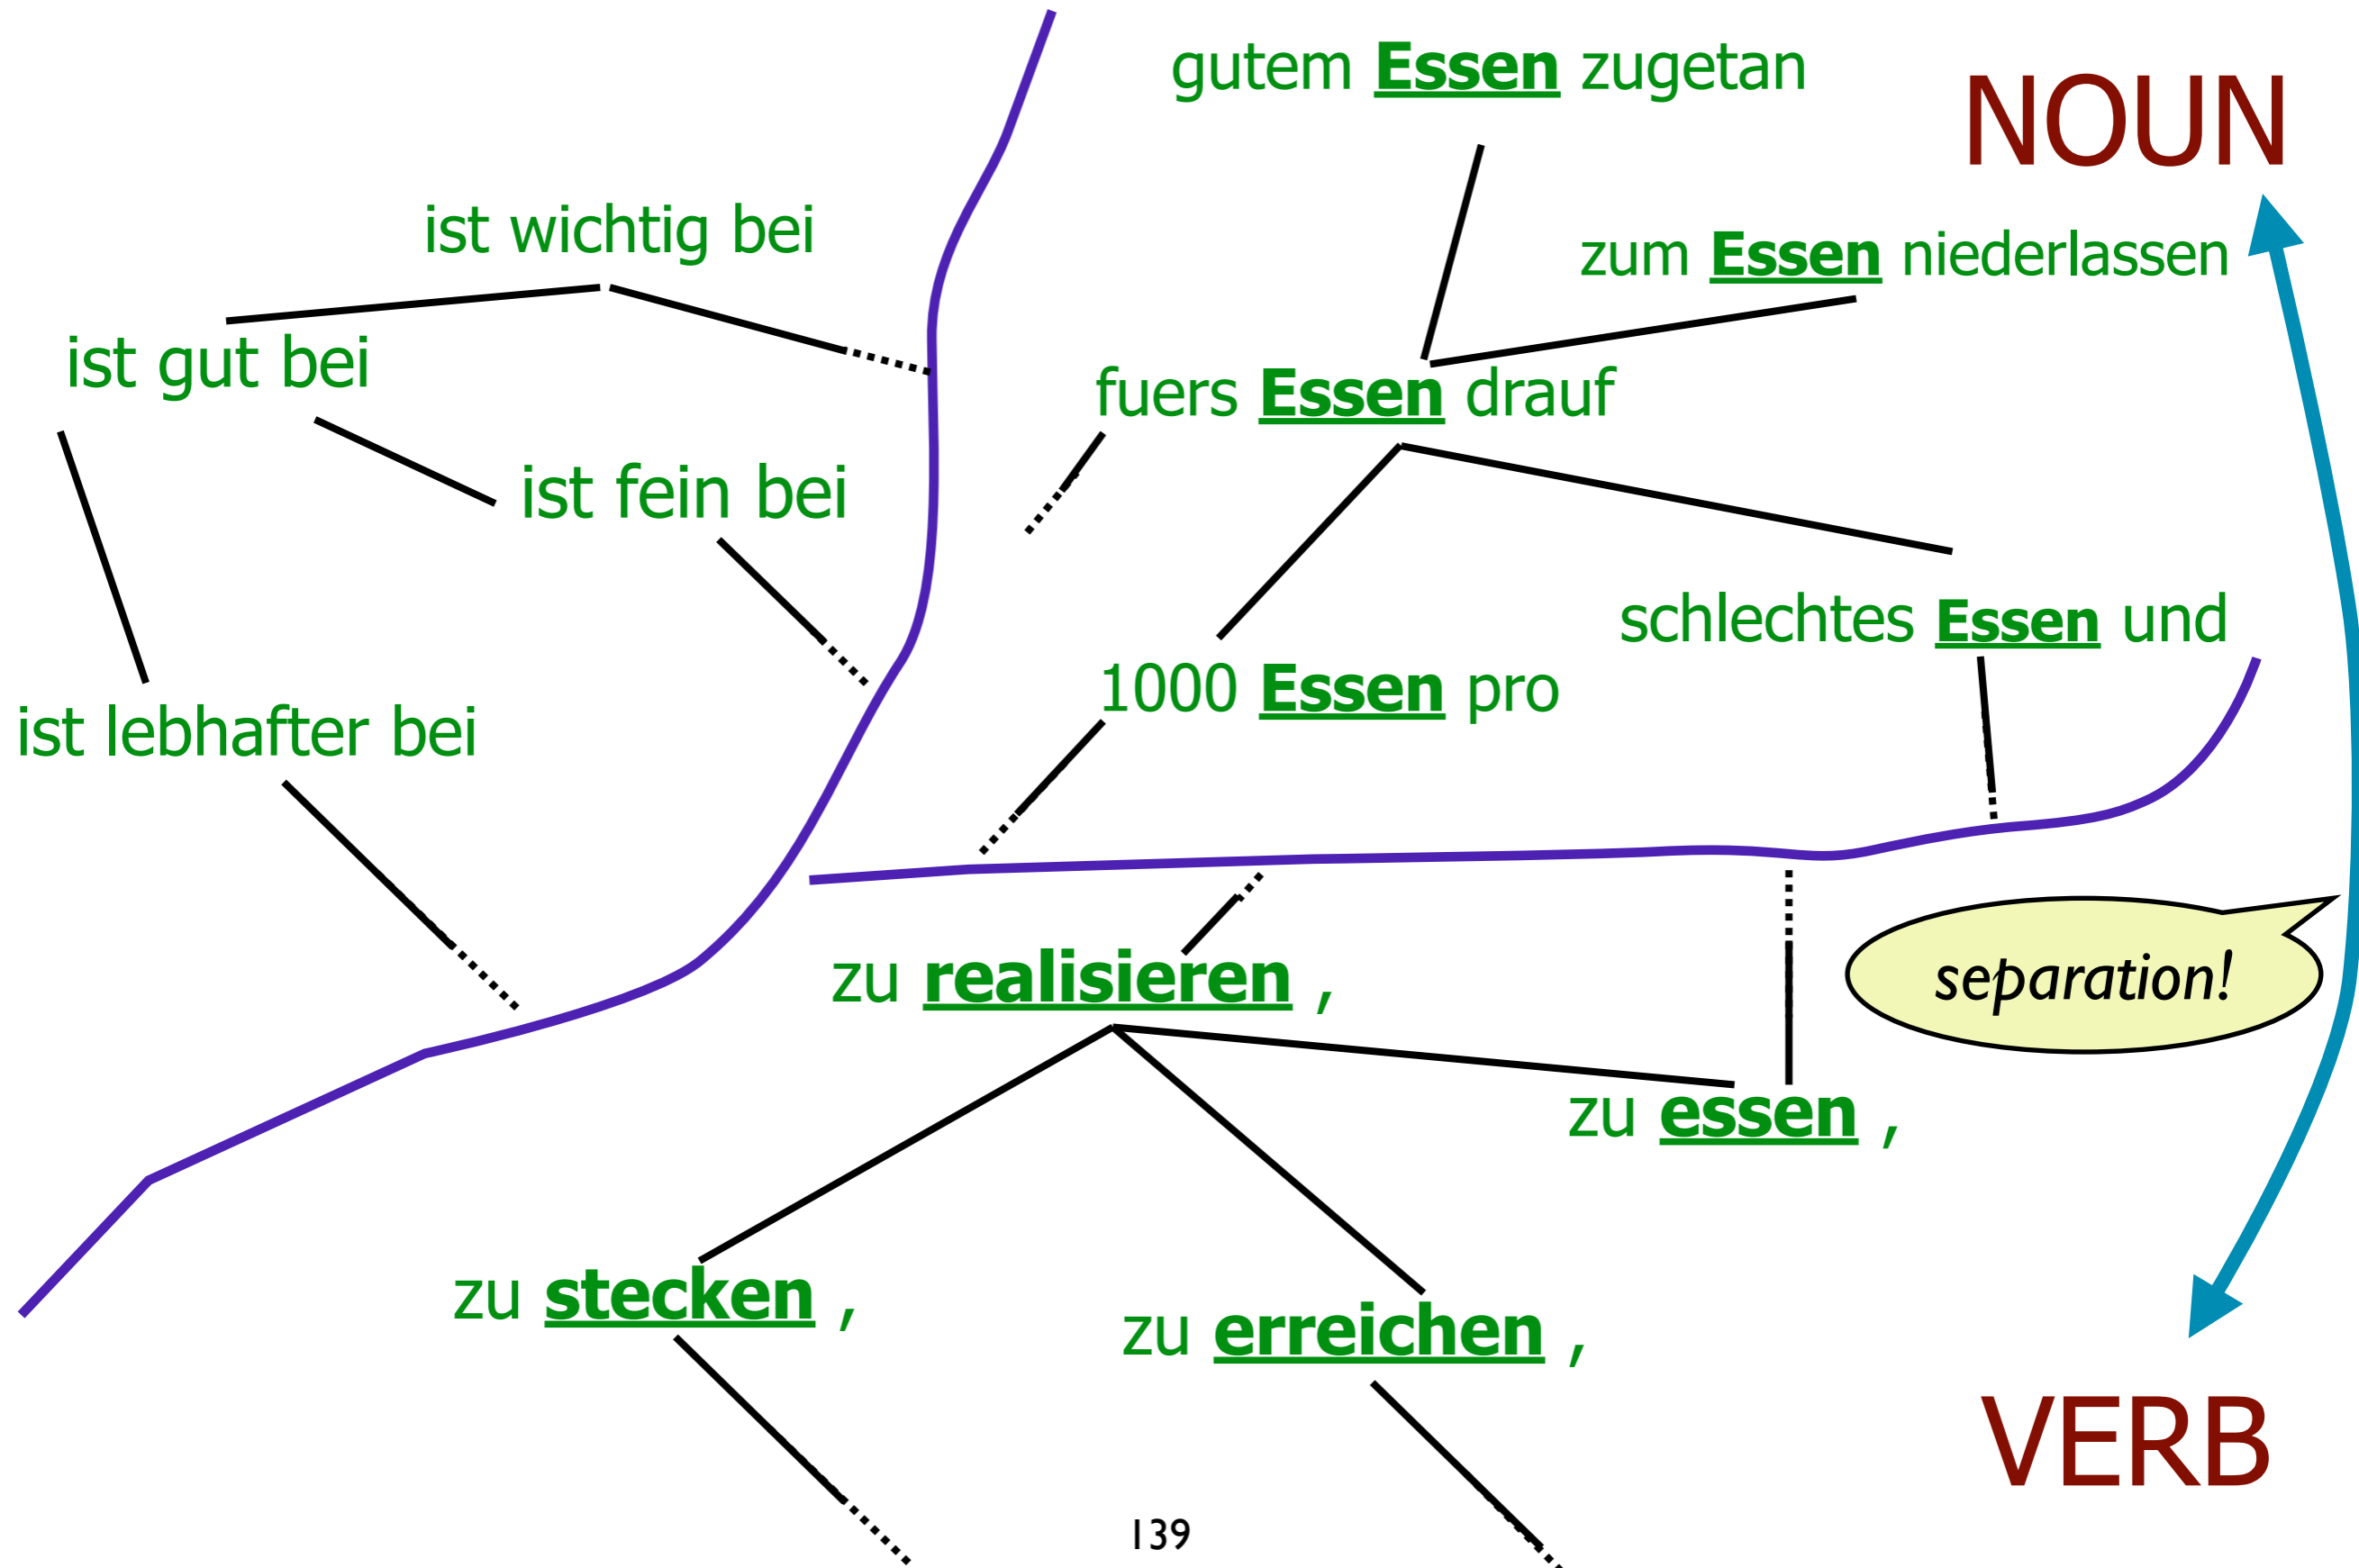 gutem Essen zugetan
NOUN
ist wichtig bei
zum Essen niederlassen
ist gut bei
fuers Essen drauf
ist fein bei
schlechtes Essen und
1000 Essen pro
ist lebhafter bei
zu realisieren ,
separation!
zu essen ,
zu stecken ,
zu erreichen ,
VERB
139